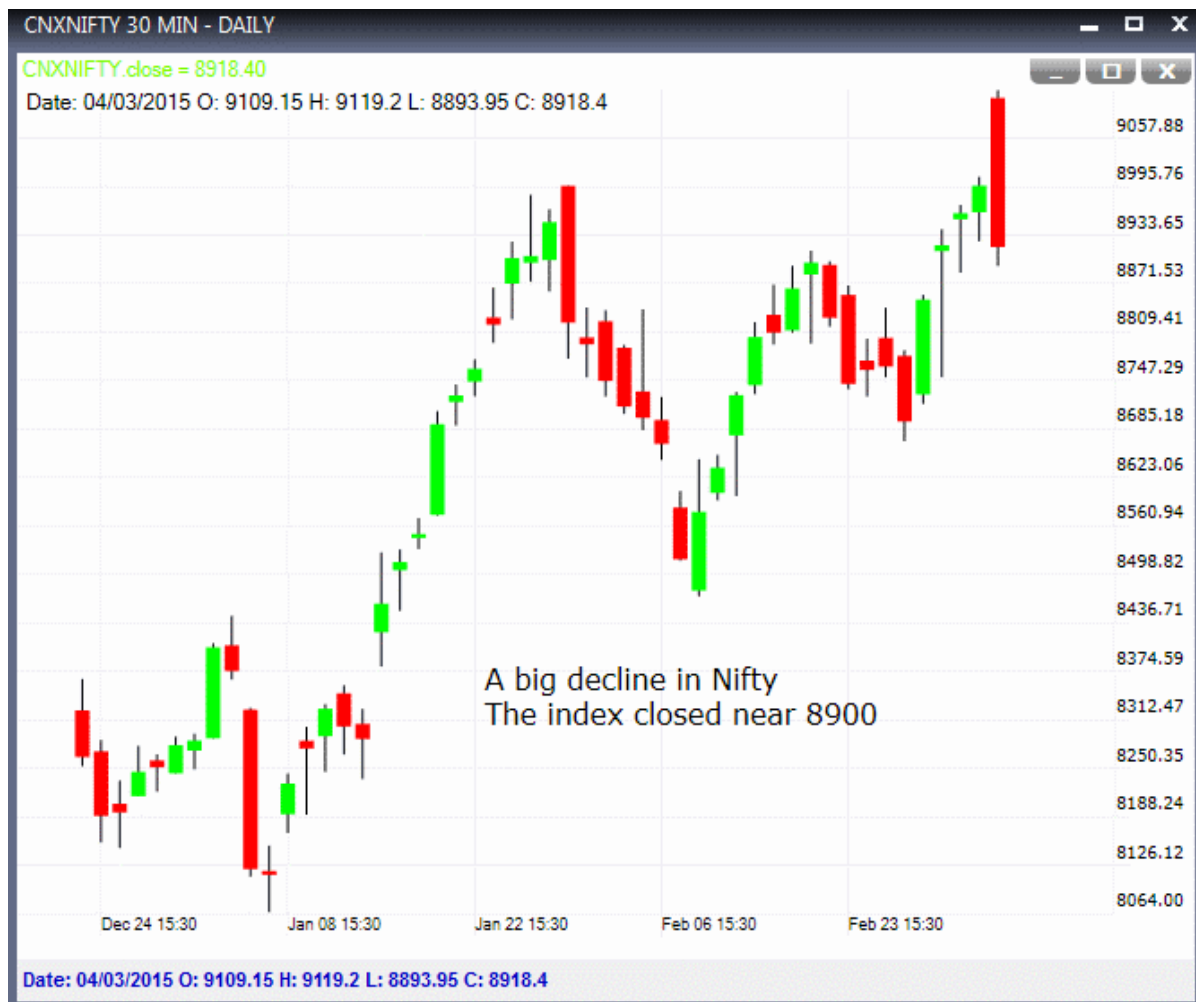 CNXNIFTY 30 MIN - DAILY
CNXNIFTY.close = 8918.40
Date: 04/03/2015 O: 9109.15 H: 9119.2 L: 8893.95 C: 8918.4
9057.88
8995.76
8933.65
8871.53
8809.41
8747.29
8685.18
8623.06
8560.94
8498.82
8436.71
8374.59
A big decline in Nifty
The index closed near 8900
8312.47
8250.35
8188.24
8126.12
8064.00
Dec 24 15:30 Jan 08 15:30 Jan 22 15:30 Feb 06 15:30 Feb 23 15:30
Date: 04/03/2015 O: 9109.15 H: 9119.2 L: 8893.95 C: 8918.4